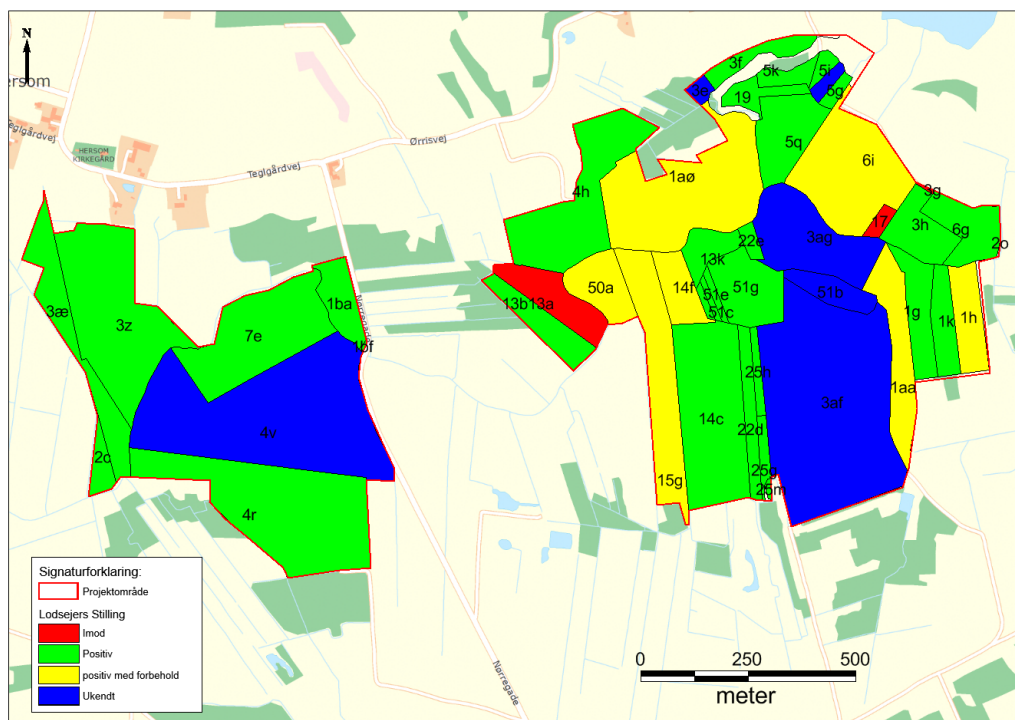 N
ersom
Teglgårdvej
HERSOM
KIRKEGÅRD
Teglgårdvej
Ørrisvej
Nørregade
Nørregade
3f
5k
5i
3o
19
6g
5q
6i
1aø
4h
3g
17
3h
6g
2o
22e
3ag
13k
51g
51b
51e
51c
14f
50a
13b
13a
1g
1k
1h
1aa
3af
25h
22d
14c
25g
25m
15g
3æ
3z
7e
1ba
1bf
4v
2c
4r
Signaturforklaring:
Projektområde
Lodsejers Stilling
Imod
Positiv
positiv med forbehold
Ukendt
0 250 500
meter